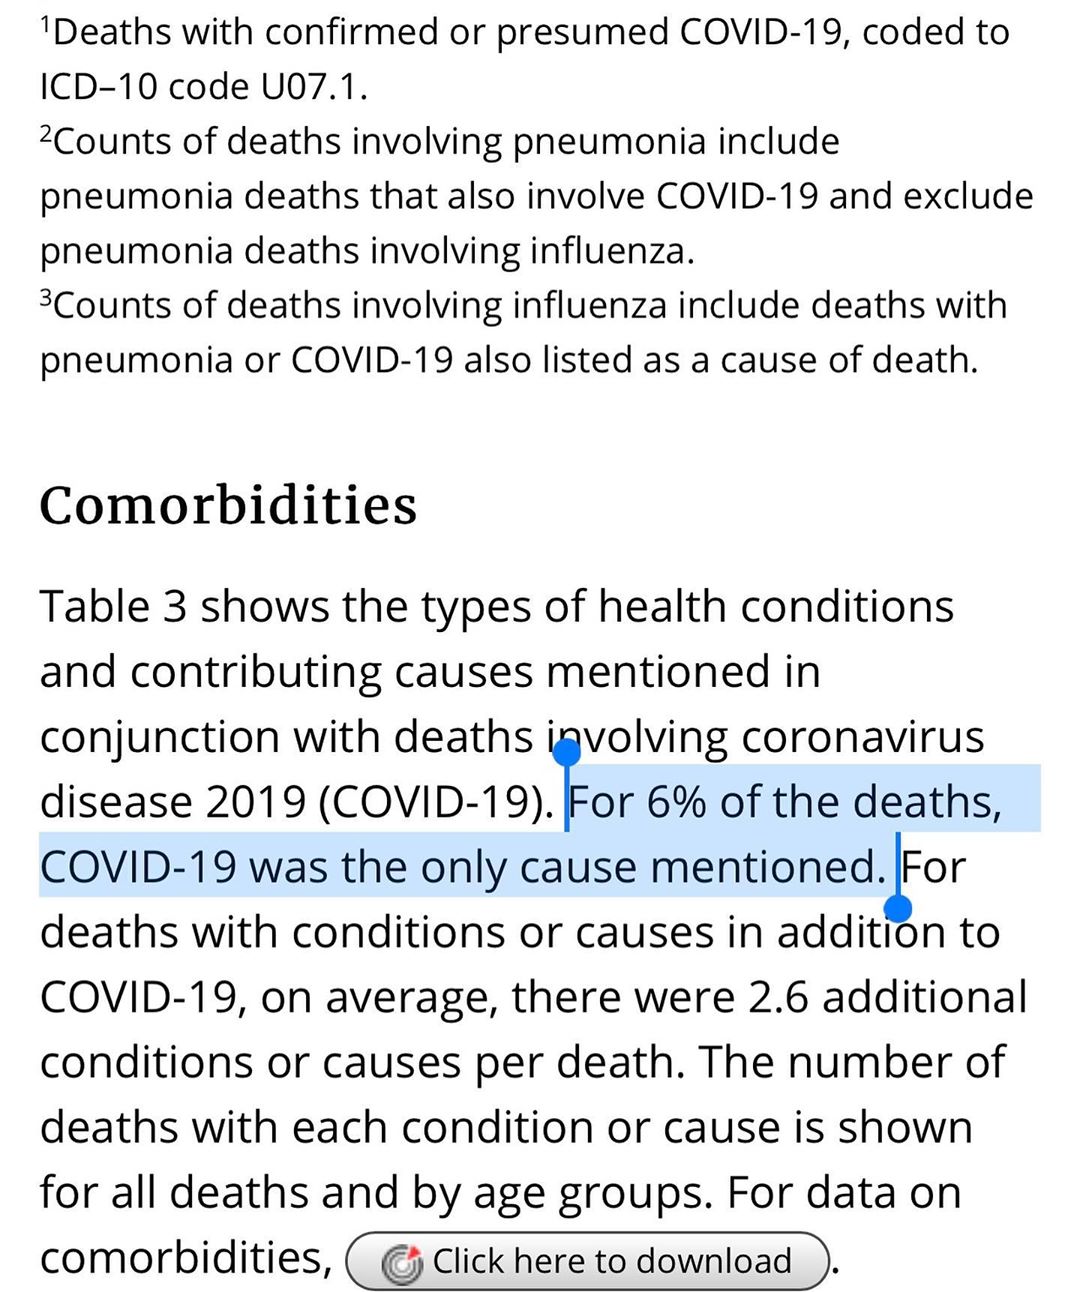 ¹Deaths with confirmed or presumed COVID-19, coded to
ICD–10 code U07.1.
²Counts of deaths involving pneumonia include
pneumonia deaths that also involve COVID-19 and exclude
pneumonia deaths involving influenza.
³Counts of deaths involving influenza include deaths with
pneumonia or COVID-19 also listed as a cause of death.
Comorbidities
Table 3 shows the types of health conditions
and contributing causes mentioned in
conjunction with deaths involving coronavirus
disease 2019 (COVID-19). For 6% of the deaths,
COVID-19 was the only cause mentioned. For
deaths with conditions or causes in addition to
COVID-19, on average, there were 2.6 additional
conditions or causes per death. The number of
deaths with each condition or cause is shown
for all deaths and by age groups. For data on
comorbidities, Click here to download.